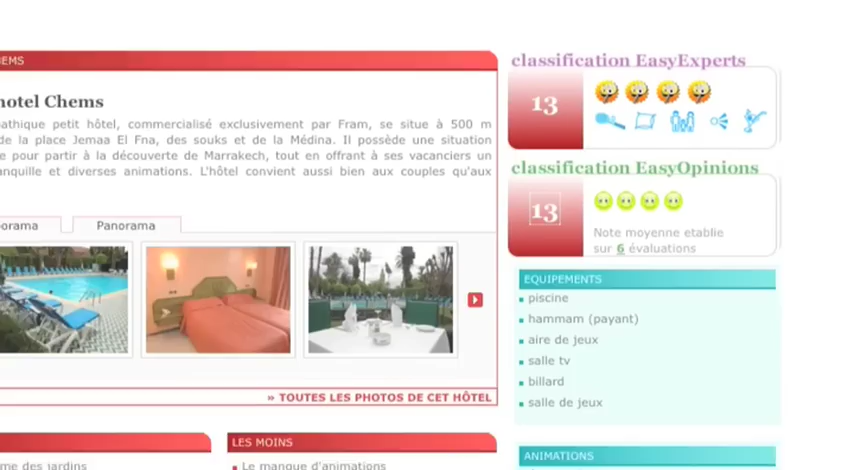 EMS
hotel Chems
athique petit hôtel, commercialisé exclusivement par Fram, se situe à 500 m
de la place Jemaa El Fna, des souks et de la Médina. Il possède une situation
e pour partir à la découverte de Marrakech, tout en offrant à ses vacanciers un
anquille et diverses animations. L'hôtel convient aussi bien aux couples qu'aux
orama
Panorama
» TOUTES LES PHOTOS DE CET HÔTEL
me des jardins
LES MOINS
Le manque d'animations
classification EasyExperts
13
classification EasyOpinions
13
Note moyenne etablie
sur 6 évaluations
EQUIPEMENTS
piscine
hammam (payant)
aire de jeux
salle tv
billard
salle de jeux
ANIMATIONS